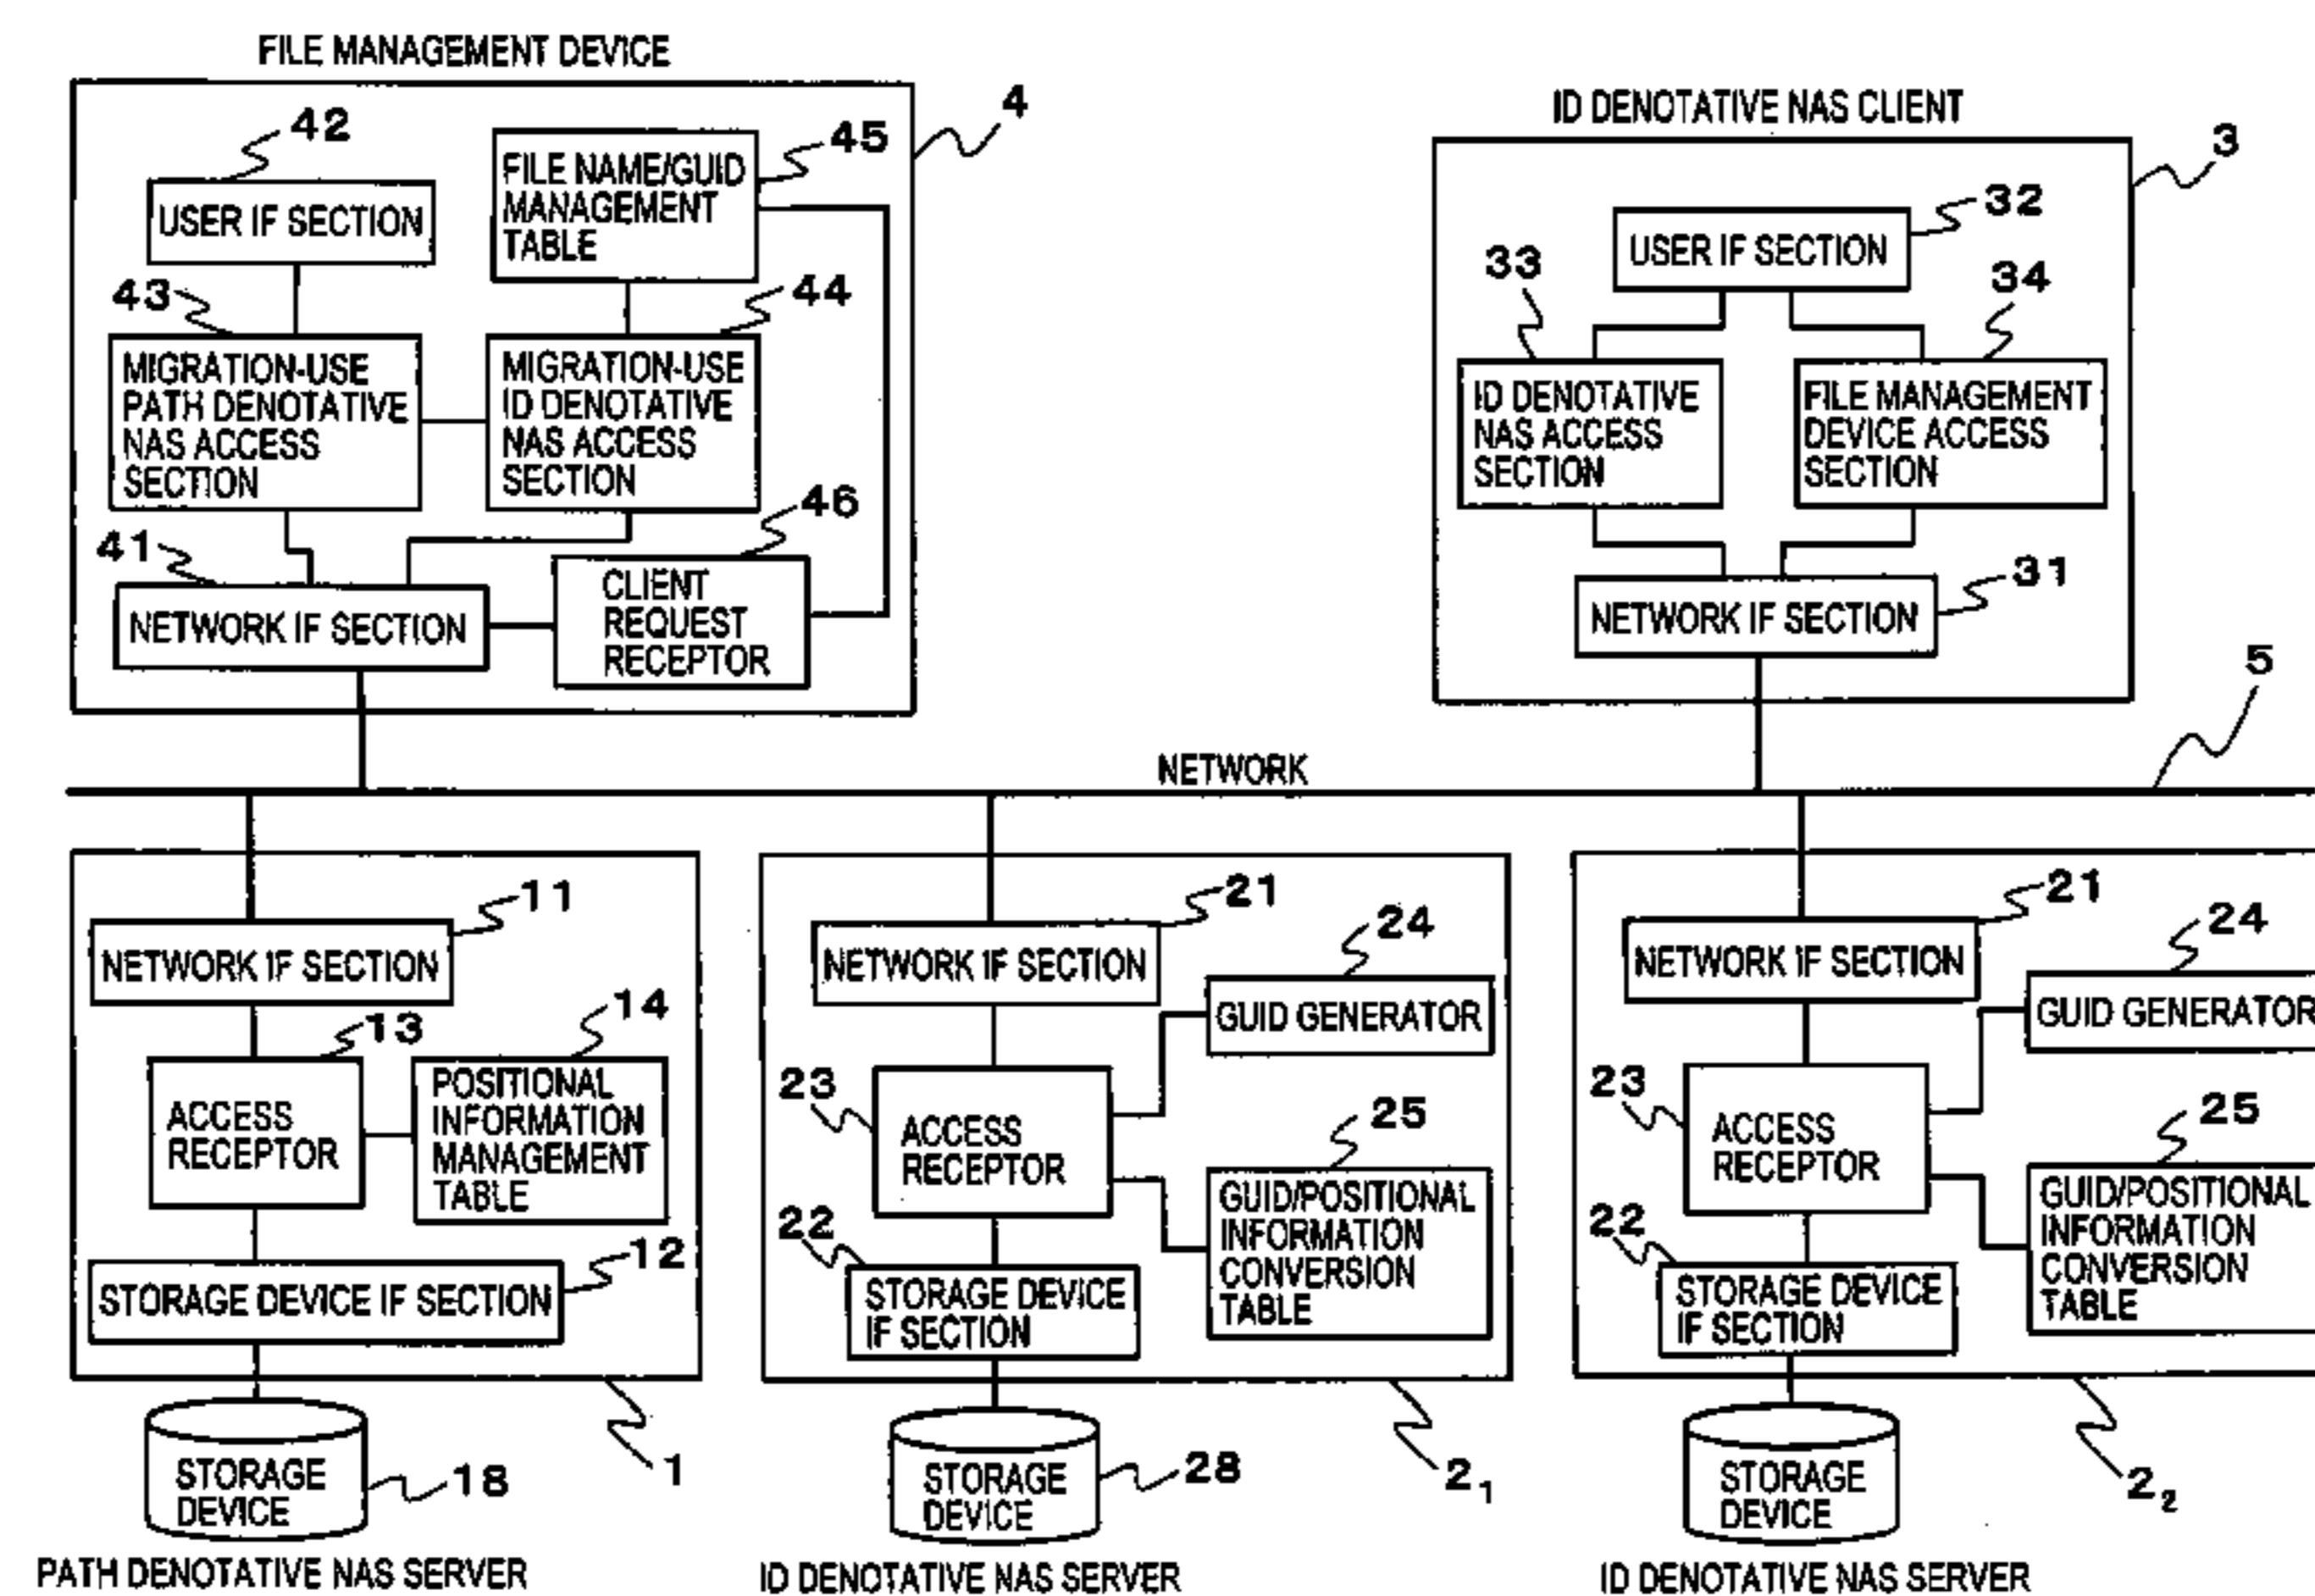 FILE MANAGEMENT DEVICE
4
42
USER IF SECTION
45
FILE NAME/GUID
MANAGEMENT
TABLE
43
MIGRATION-USE
PATH DENOTATIVE
NAS ACCESS
SECTION
44
MIGRATION-USE
ID DENOTATIVE
NAS ACCESS
SECTION
41
NETWORK IF SECTION
46
CLIENT
REQUEST
RECEPTOR
ID DENOTATIVE NAS CLIENT
3
32
USER IF SECTION
33
ID DENOTATIVE
NAS ACCESS
SECTION
34
FILE MANAGEMENT
DEVICE ACCESS
SECTION
31
NETWORK IF SECTION
5
NETWORK
11
NETWORK IF SECTION
13
ACCESS
RECEPTOR
14
POSITIONAL
INFORMATION
MANAGEMENT
TABLE
12
STORAGE DEVICE IF SECTION
1
STORAGE
DEVICE
18
PATH DENOTATIVE NAS SERVER
21
NETWORK IF SECTION
24
GUID GENERATOR
23
ACCESS
RECEPTOR
25
GUID/POSITIONAL
INFORMATION
CONVERSION
TABLE
22
STORAGE DEVICE
IF SECTION
2₁
STORAGE
DEVICE
28
ID DENOTATIVE NAS SERVER
21
NETWORK IF SECTION
24
GUID GENERATOR
23
ACCESS
RECEPTOR
25
GUID/POSITIONAL
INFORMATION
CONVERSION
TABLE
22
STORAGE DEVICE
IF SECTION
2₂
STORAGE
DEVICE
ID DENOTATIVE NAS SERVER